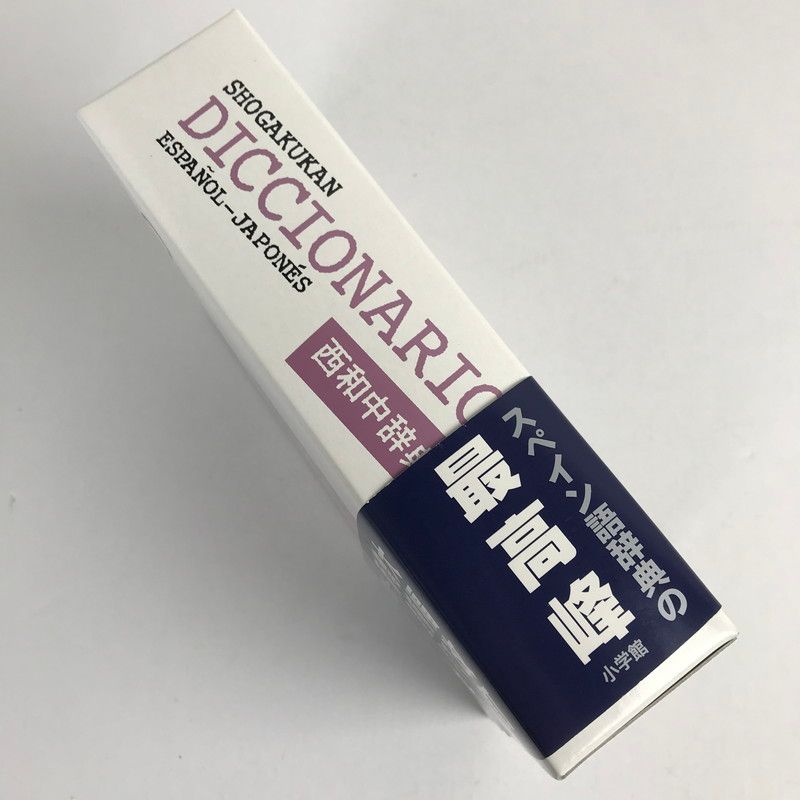 SHOGAKUKAN
DICCIONARIO
ESPAÑOL-JAPONÉS
西和中辞典
スペイン語辞典の
最高峰
小学館